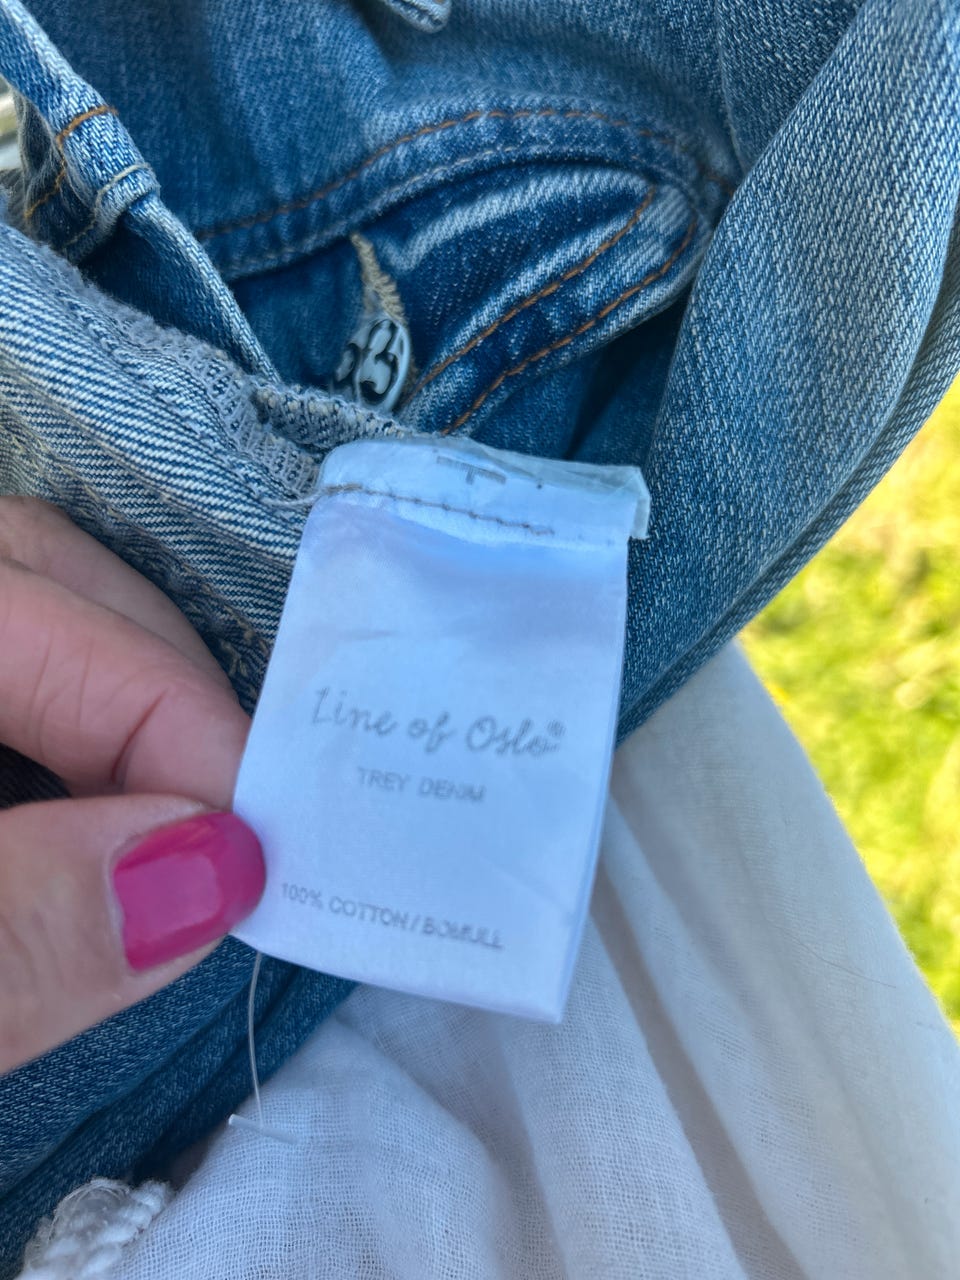 Line of Oslo®
TREY DENIM
100% COTTON / BOMULL